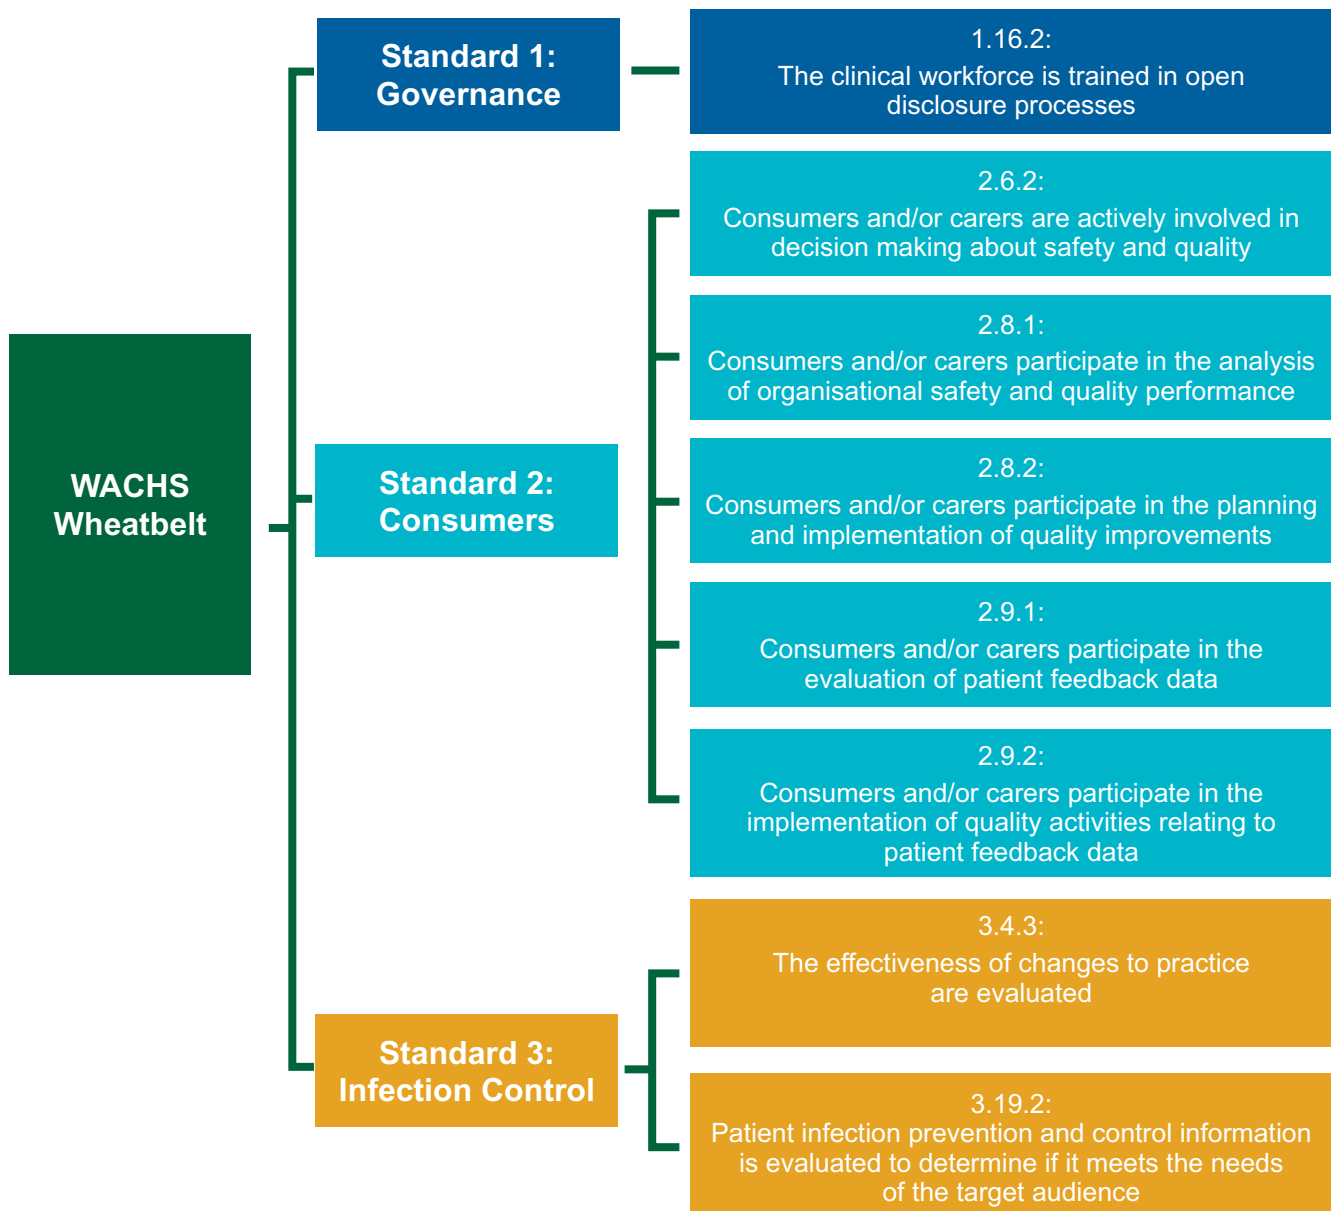 WACHS
Wheatbelt
Standard 1:
Governance
1.16.2:
The clinical workforce is trained in open
disclosure processes
Standard 2:
Consumers
2.6.2:
Consumers and/or carers are actively involved in
decision making about safety and quality
2.8.1:
Consumers and/or carers participate in the analysis
of organisational safety and quality performance
2.8.2:
Consumers and/or carers participate in the planning
and implementation of quality improvements
2.9.1:
Consumers and/or carers participate in the
evaluation of patient feedback data
2.9.2:
Consumers and/or carers participate in the
implementation of quality activities relating to
patient feedback data
Standard 3:
Infection Control
3.4.3:
The effectiveness of changes to practice
are evaluated
3.19.2:
Patient infection prevention and control information
is evaluated to determine if it meets the needs
of the target audience